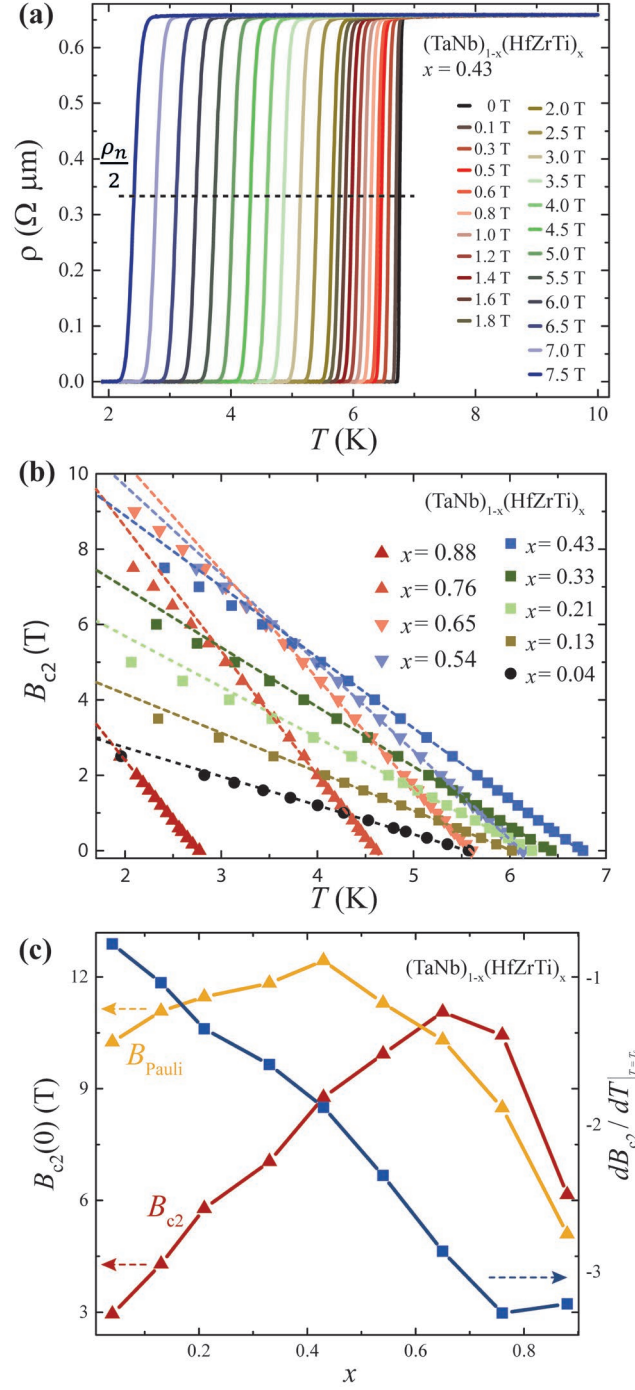 (a)
(TaNb)1-x(HfZrTi)x
x = 0.43
0 T
0.1 T
0.3 T
0.5 T
0.6 T
0.8 T
1.0 T
1.2 T
1.4 T
1.6 T
1.8 T
2.0 T
2.5 T
3.0 T
3.5 T
4.0 T
4.5 T
5.0 T
5.5 T
6.0 T
6.5 T
7.0 T
7.5 T
ρn/2
ρ (Ω µm)
0.6
0.5
0.4
0.3
0.2
0.1
0.0
2 4 6 8 10
T (K)
(b)
(TaNb)1-x(HfZrTi)x
x = 0.88
x = 0.76
x = 0.65
x = 0.54
x = 0.43
x = 0.33
x = 0.21
x = 0.13
x = 0.04
Bc2 (T)
10
8
6
4
2
0
2 3 4 5 6 7
T (K)
(c)
(TaNb)1-x(HfZrTi)x
BPauli
Bc2
Bc2(0) (T)
12
9
6
3
-1
-2
-3
dBc2/dT|T = Tc
0.2 0.4 0.6 0.8
x